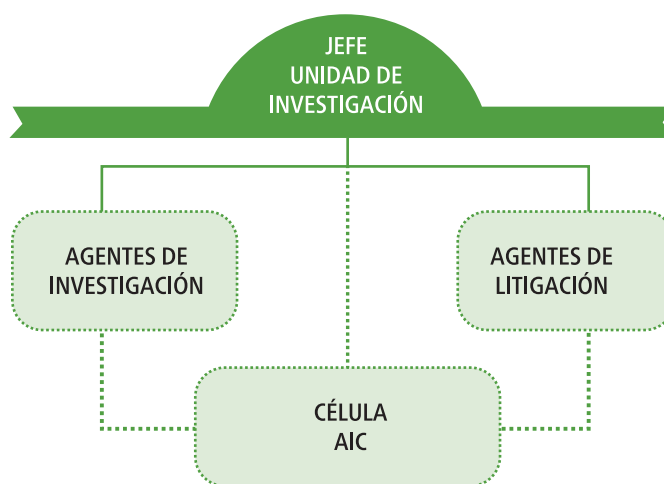 JEFE
UNIDAD DE
INVESTIGACIÓN
AGENTES DE
INVESTIGACIÓN
AGENTES DE
LITIGACIÓN
CÉLULA
AIC